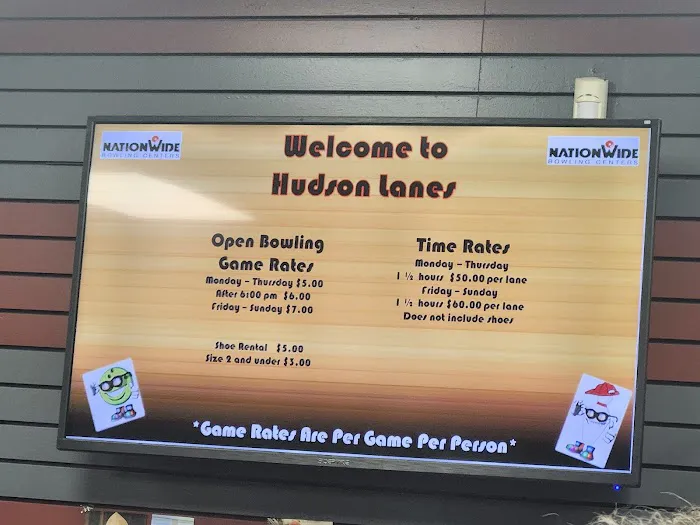 NATIONWIDE
BOWLING CENTERS
Welcome to
Hudson Lanes
NATIONWIDE
BOWLING CENTERS
Open Bowling
Game Rates
Monday - Thursday $5.00
After 6:00 pm $6.00
Friday - Sunday $7.00
Shoe Rental $5.00
Size 2 and under $3.00
Time Rates
Monday - Thursday
1 ½ hours $50.00 per lane
Friday - Sunday
1 ½ hours $60.00 per lane
Does not include shoes
*Game Rates Are Per Game Per Person*